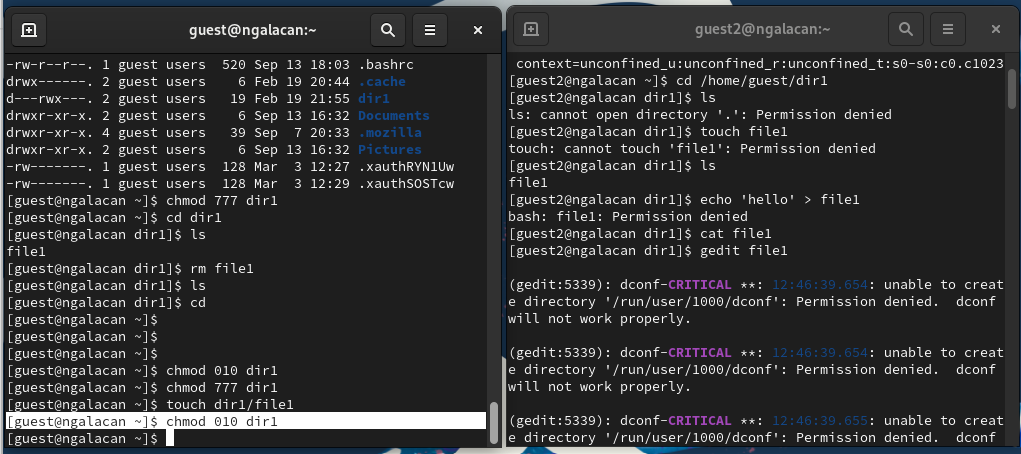 guest@ngalacan:~
-rw-r--r--. 1 guest users  520 Sep 13 18:03 .bashrc
drwx------. 2 guest users    6 Feb 19 20:44 .cache
d---rwx---. 2 guest users   19 Feb 19 21:55 dir1
drwxr-xr-x. 2 guest users    6 Sep 13 16:32 Documents
drwxr-xr-x. 4 guest users   39 Sep  7 20:33 .mozilla
drwxr-xr-x. 2 guest users    6 Sep 13 16:32 Pictures
-rw-------. 1 guest users  128 Mar  3 12:27 .xauthRYN1Uw
-rw-------. 1 guest users  128 Mar  3 12:29 .xauthSOSTcw
[guest@ngalacan ~]$ chmod 777 dir1
[guest@ngalacan ~]$ cd dir1
[guest@ngalacan dir1]$ ls
file1
[guest@ngalacan dir1]$ rm file1
[guest@ngalacan dir1]$ ls
[guest@ngalacan dir1]$ cd
[guest@ngalacan ~]$
[guest@ngalacan ~]$
[guest@ngalacan ~]$
[guest@ngalacan ~]$ chmod 010 dir1
[guest@ngalacan ~]$ chmod 777 dir1
[guest@ngalacan ~]$ touch dir1/file1
[guest@ngalacan ~]$ chmod 010 dir1
[guest@ngalacan ~]$
guest2@ngalacan:~
context=unconfined_u:unconfined_r:unconfined_t:s0-s0:c0.c1023
[guest2@ngalacan ~]$ cd /home/guest/dir1
[guest2@ngalacan dir1]$ ls
ls: cannot open directory '.': Permission denied
[guest2@ngalacan dir1]$ touch file1
touch: cannot touch 'file1': Permission denied
[guest2@ngalacan dir1]$ ls
file1
[guest2@ngalacan dir1]$ echo 'hello' > file1
bash: file1: Permission denied
[guest2@ngalacan dir1]$ cat file1
[guest2@ngalacan dir1]$ gedit file1
(gedit:5339): dconf-CRITICAL **: 12:46:39.654: unable to creat
e directory '/run/user/1000/dconf': Permission denied.  dconf
will not work properly.
(gedit:5339): dconf-CRITICAL **: 12:46:39.654: unable to creat
e directory '/run/user/1000/dconf': Permission denied.  dconf
will not work properly.
(gedit:5339): dconf-CRITICAL **: 12:46:39.655: unable to creat
e directory '/run/user/1000/dconf': Permission denied.  dconf